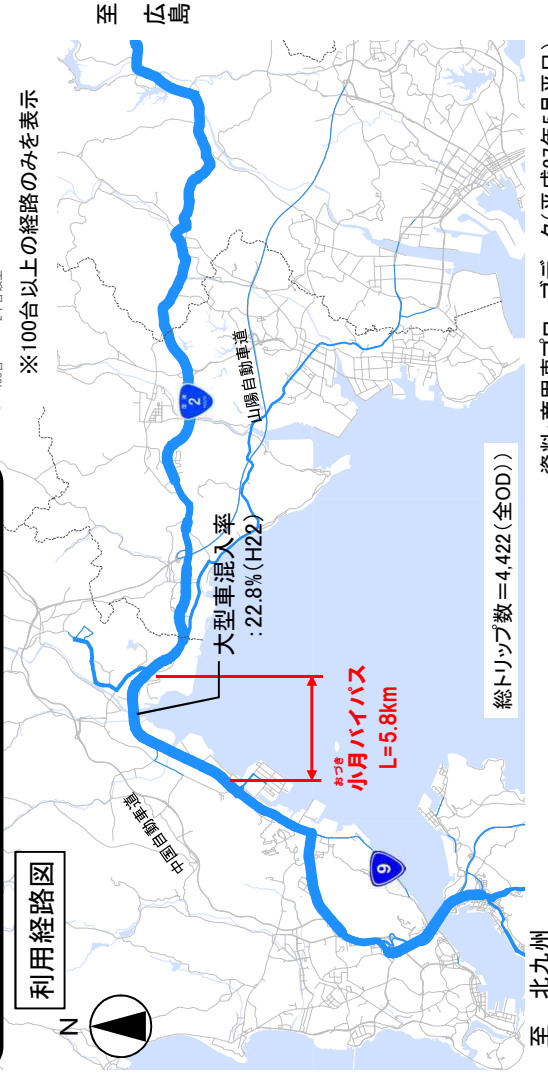 利用経路図
N
※100台以上の経路のみを表示
至 広島
至 北九州
中国自動車道
山陽自動車道
2
9
大型車混入率
:22.8%(H22)
おづき
小月バイパス
L=5.8km
総トリップ数=4,422(全OD))